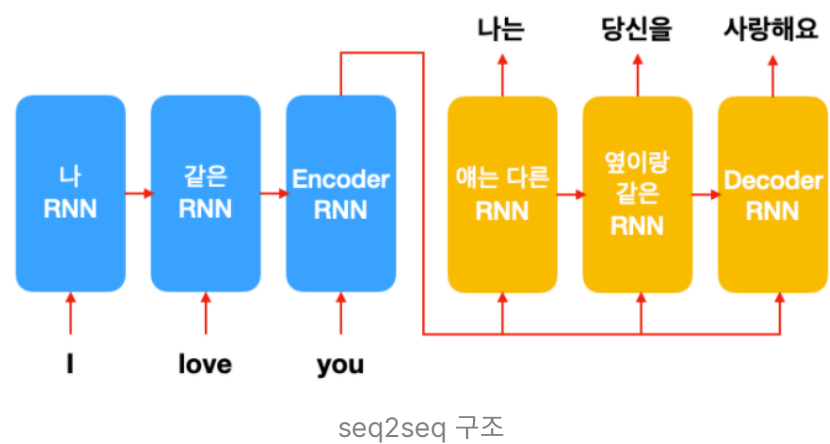 나는 당신을 사랑해요
나
RNN
같은
RNN
Encoder
RNN
얘는 다른
RNN
옆이랑
같은
RNN
Decoder
RNN
I love you
seq2seq 구조